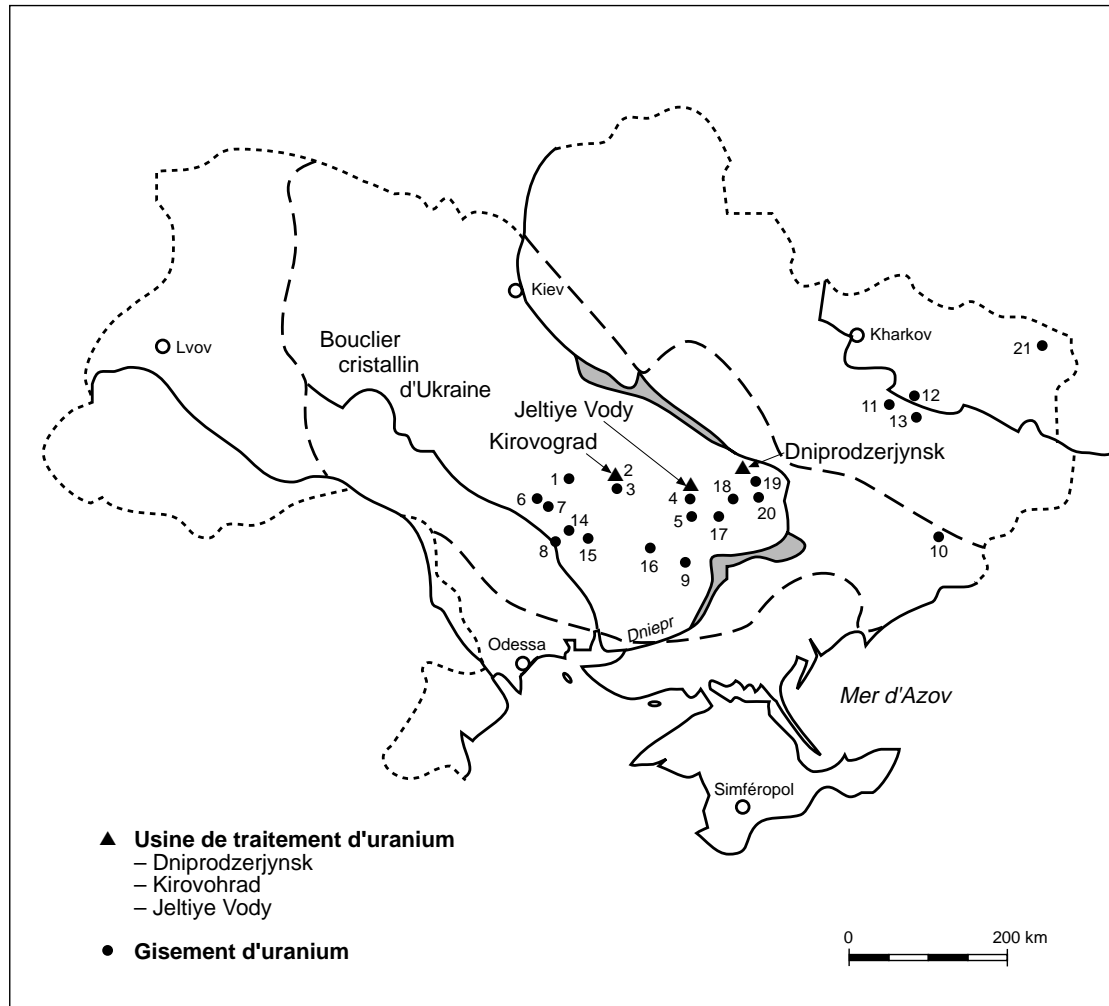 Kiev
Lvov
Kharkov
21
Bouclier
cristallin
d'Ukraine
12
11
13
Jeltiye Vody
Kirovograd
Dniprodzerjynsk
1
2
3
6
7
4
18
19
20
5
17
14
8
15
16
9
10
Dniepr
Odessa
Mer d'Azov
Simféropol
Usine de traitement d'uranium
– Dniprodzerjynsk
– Kirovohrad
– Jeltiye Vody
Gisement d'uranium
0 200 km